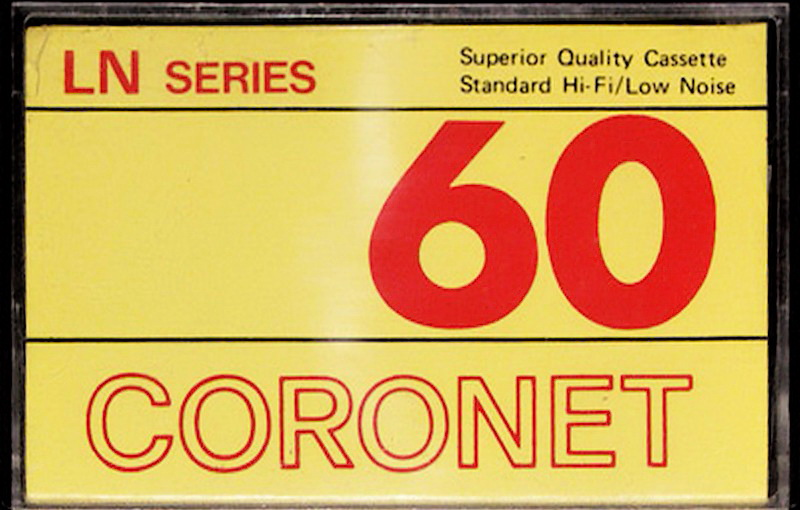 LN SERIES
Superior Quality Cassette
Standard Hi-Fi/Low Noise
60
CORONET